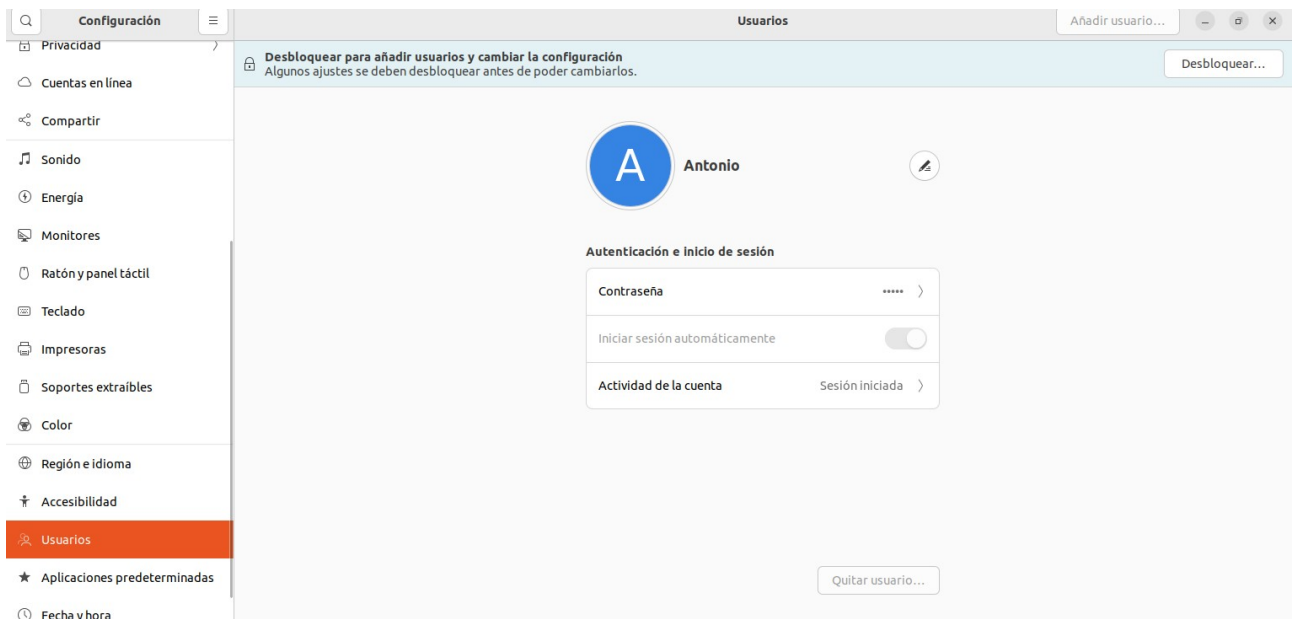 Configuración
Usuarios
Añadir usuario...
Privacidad
Cuentas en línea
Compartir
Sonido
Energía
Monitores
Ratón y panel táctil
Teclado
Impresoras
Soportes extraíbles
Color
Región e idioma
Accesibilidad
Usuarios
Aplicaciones predeterminadas
Fecha y hora
Desbloquear para añadir usuarios y cambiar la configuración
Algunos ajustes se deben desbloquear antes de poder cambiarlos.
Desbloquear...
A
Antonio
Autenticación e inicio de sesión
Contraseña •••••
Iniciar sesión automáticamente
Actividad de la cuenta Sesión iniciada
Quitar usuario...